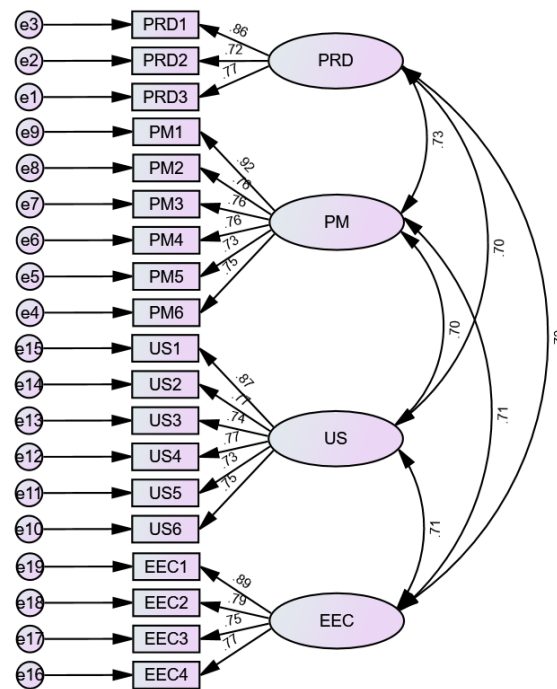 e3 PRD1 .86
e2 PRD2 .72 PRD
e1 PRD3 .77
e9 PM1 .92 .73
e8 PM2 .76
e7 PM3 .76 PM
e6 PM4 .76 .70
e5 PM5 .73
e4 PM6 .75
e15 US1 .70
e14 US2 .87
e13 US3 .77 .74 .71
e12 US4 .77 US
e11 US5 .73
e10 US6 .75
e19 EEC1 .89 .71
e18 EEC2 .79
e17 EEC3 .75 EEC
e16 EEC4 .77